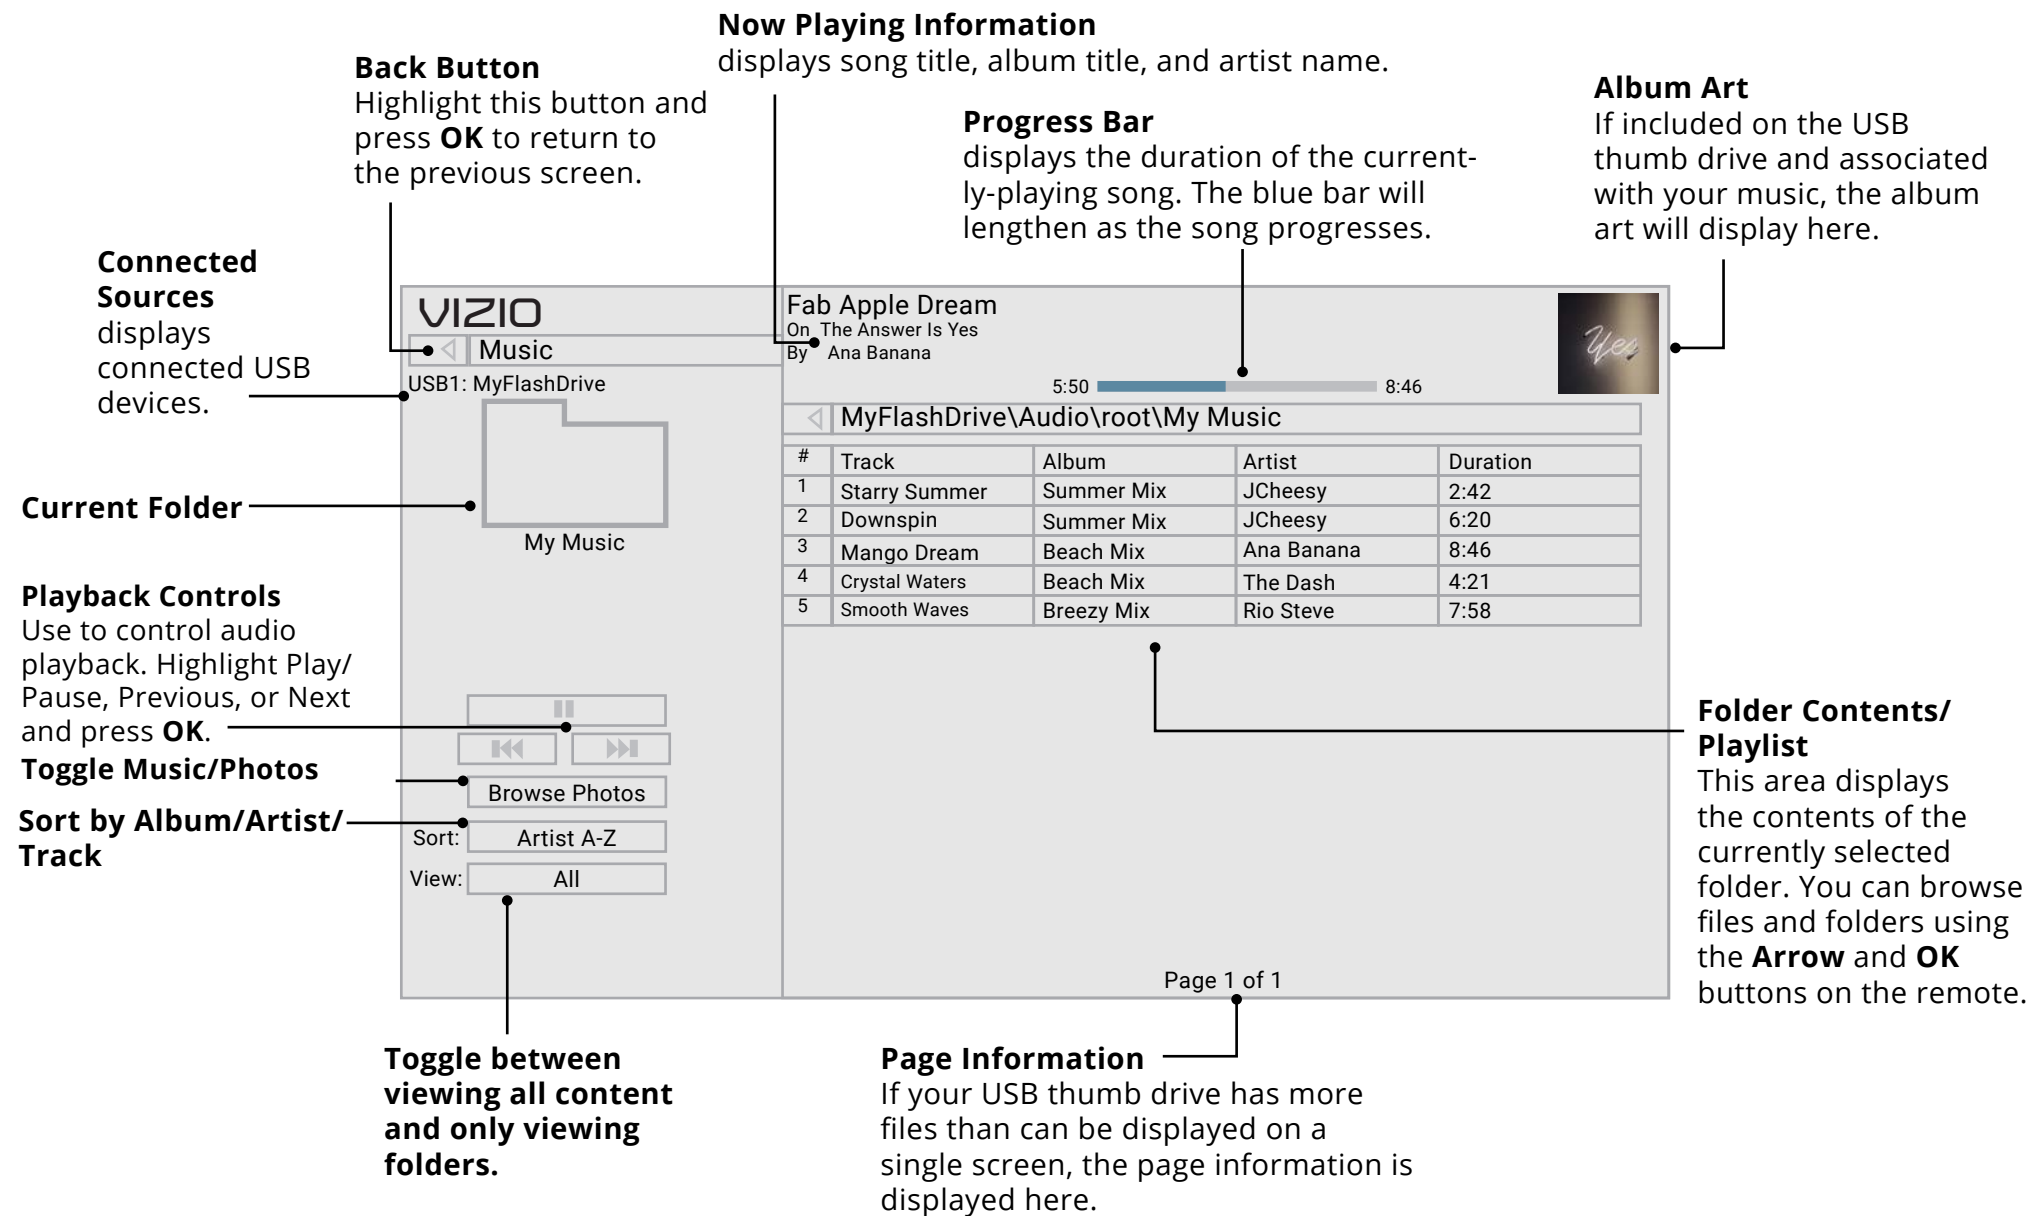 Now Playing Information
displays song title, album title, and artist name.
Back Button
Highlight this button and
press OK to return to
the previous screen.
Progress Bar
displays the duration of the current-
ly-playing song. The blue bar will
lengthen as the song progresses.
Album Art
If included on the USB
thumb drive and associated
with your music, the album
art will display here.
Connected
Sources
displays
connected USB
devices.
Current Folder
Playback Controls
Use to control audio
playback. Highlight Play/
Pause, Previous, or Next
and press OK.
Toggle Music/Photos
Sort by Album/Artist/
Track
VIZIO
Music
USB1: MyFlashDrive
My Music
Browse Photos
Sort: Artist A-Z
View: All
Fab Apple Dream
On The Answer Is Yes
By Ana Banana
Yes
5:50 8:46
MyFlashDrive\Audio\root\My Music
# Track Album Artist Duration
1 Starry Summer Summer Mix JCheesy 2:42
2 Downspin Summer Mix JCheesy 6:20
3 Mango Dream Beach Mix Ana Banana 8:46
4 Crystal Waters Beach Mix The Dash 4:21
5 Smooth Waves Breezy Mix Rio Steve 7:58
Page 1 of 1
Folder Contents/
Playlist
This area displays
the contents of the
currently selected
folder. You can browse
files and folders using
the Arrow and OK
buttons on the remote.
Toggle between
viewing all content
and only viewing
folders.
Page Information
If your USB thumb drive has more
files than can be displayed on a
single screen, the page information is
displayed here.